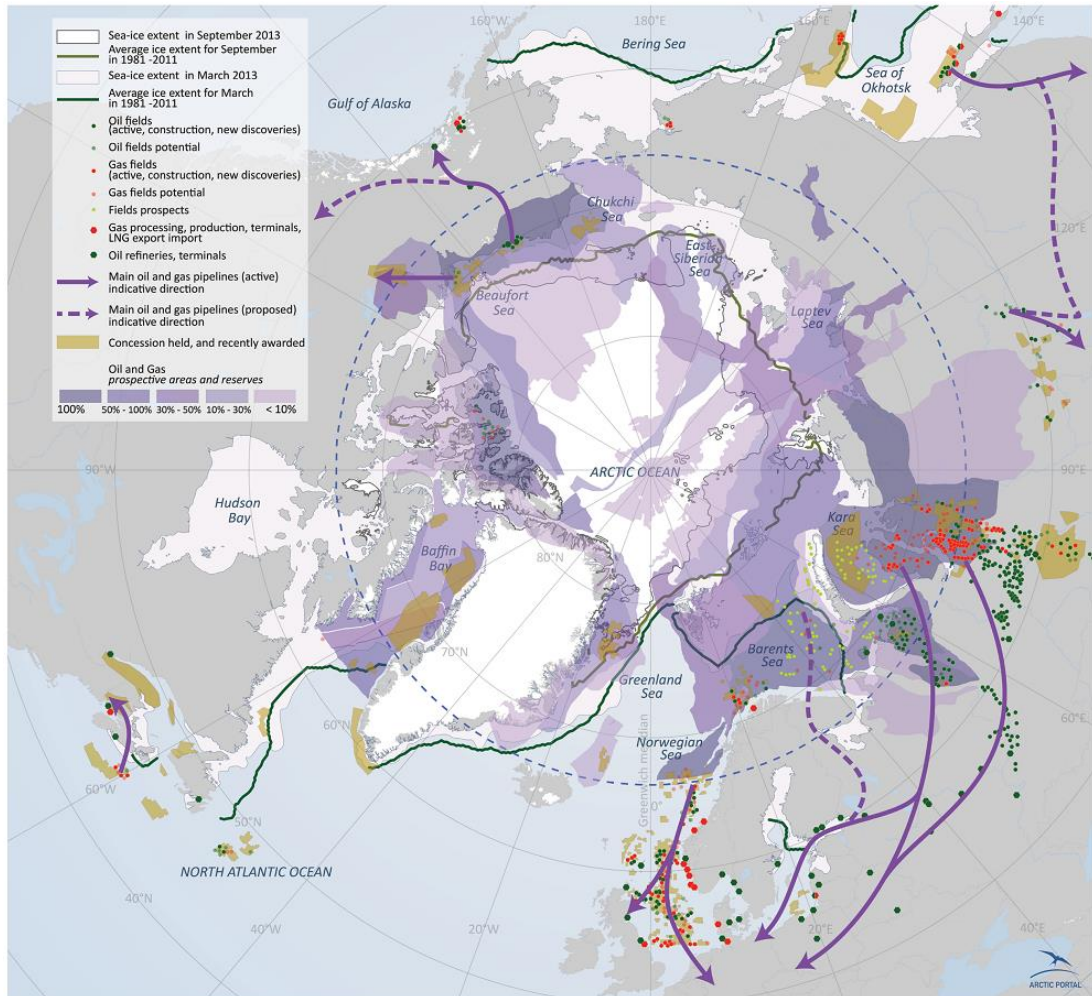 Sea-ice extent in September 2013
Average ice extent for September
in 1981 -2011
Sea-ice extent in March 2013
Average ice extent for March
in 1981 -2011
Oil fields
(active, construction, new discoveries)
Oil fields potential
Gas fields
(active, construction, new discoveries)
Gas fields potential
Fields prospects
Gas processing, production, terminals,
LNG export import
Oil refineries, terminals
Main oil and gas pipelines (active)
indicative direction
Main oil and gas pipelines (proposed)
indicative direction
Concession held, and recently awarded
Oil and Gas
prospective areas and reserves
100%
50% - 100%
30% - 50%
10% - 30%
< 10%
160°W
180°E
160°E
140°E
Bering Sea
Sea of
Okhotsk
Gulf of Alaska
Chukchi
Sea
East
Siberian
Sea
120°E
Beaufort
Sea
Laptev
Sea
90°W
ARCTIC OCEAN
90°E
Hudson
Bay
Kara
Sea
Baffin
Bay
80°N
70°N
Barents
Sea
Greenland
Sea
60°E
60°N
Norwegian
Sea
Greenwich meridian
0°
60°W
50°N
NORTH ATLANTIC OCEAN
40°N
40°W
20°W
20°E
40°E
ARCTIC PORTAL